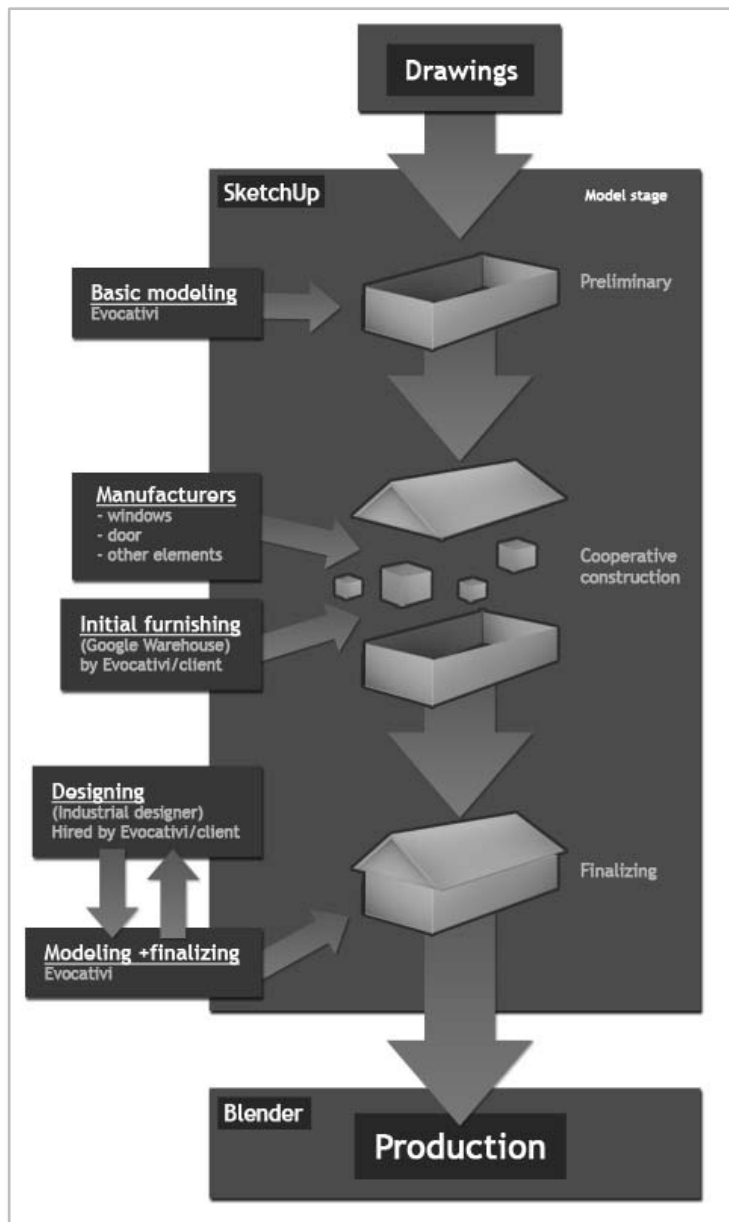 Drawings
SketchUp
Model stage
Basic modeling
Evocativi
Preliminary
Manufacturers
- windows
- door
- other elements
Cooperative
construction
Initial furnishing
(Google Warehouse)
by Evocativi/client
Designing
(Industrial designer)
Hired by Evocativi/client
Finalizing
Modeling +finalizing
Evocativi
Blender
Production